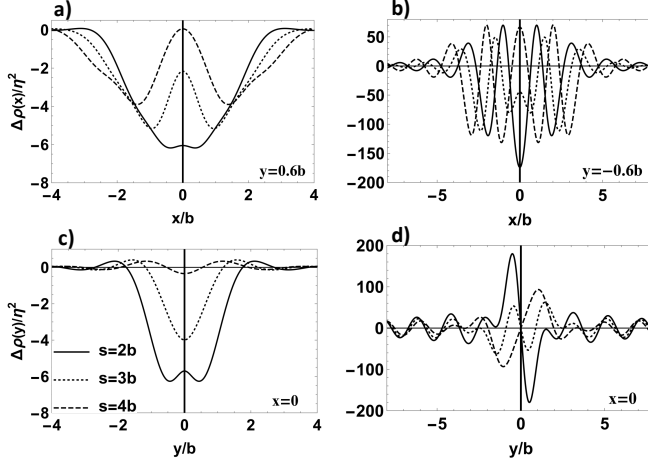 a)
Δρ(x)/η²
0
−2
−4
−6
−8
−4
−2
0
2
4
x/b
y=0.6b
b)
50
0
−50
−100
−150
−200
−5
0
5
x/b
y=−0.6b
c)
Δρ(y)/η²
0
−2
−4
−6
−8
s=2b
s=3b
s=4b
−4
−2
0
2
4
y/b
x=0
d)
200
100
0
−100
−200
−5
0
5
y/b
x=0